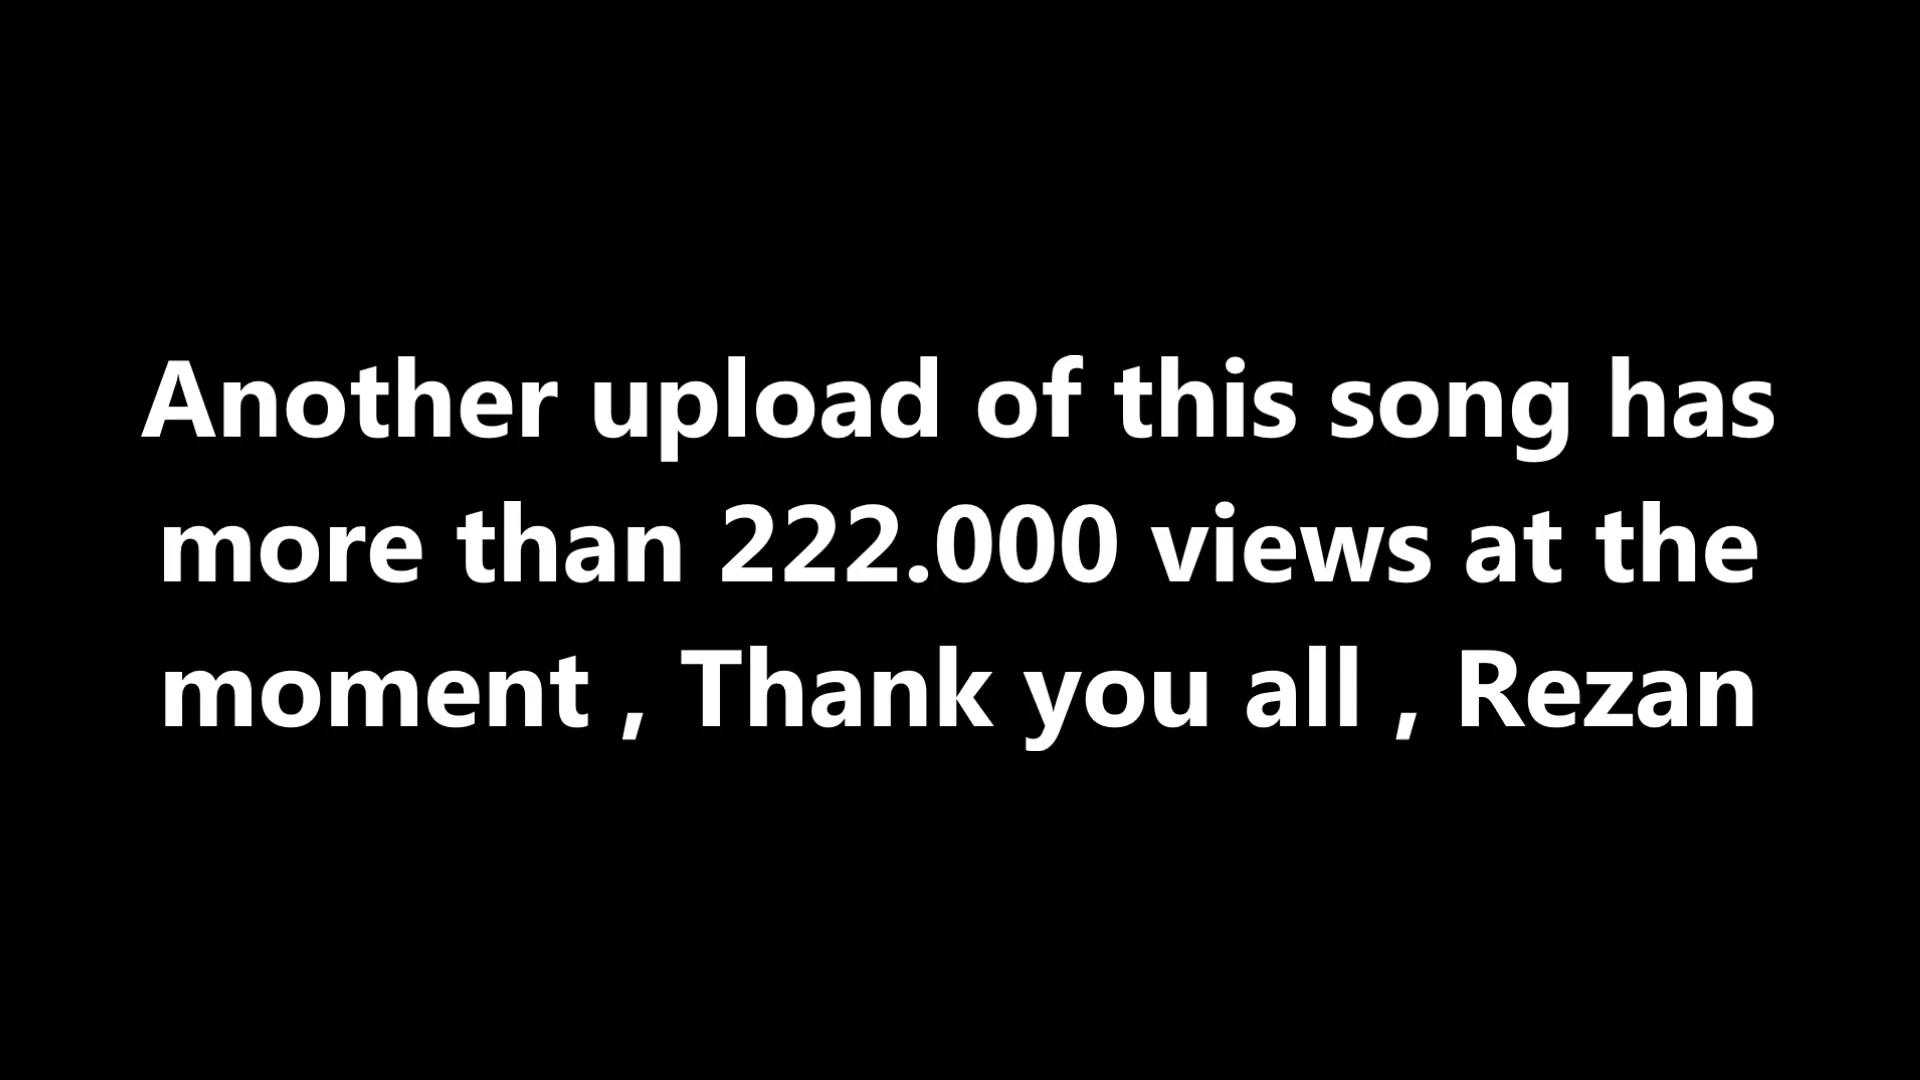 Another upload of this song has
more than 222.000 views at the
moment , Thank you all , Rezan